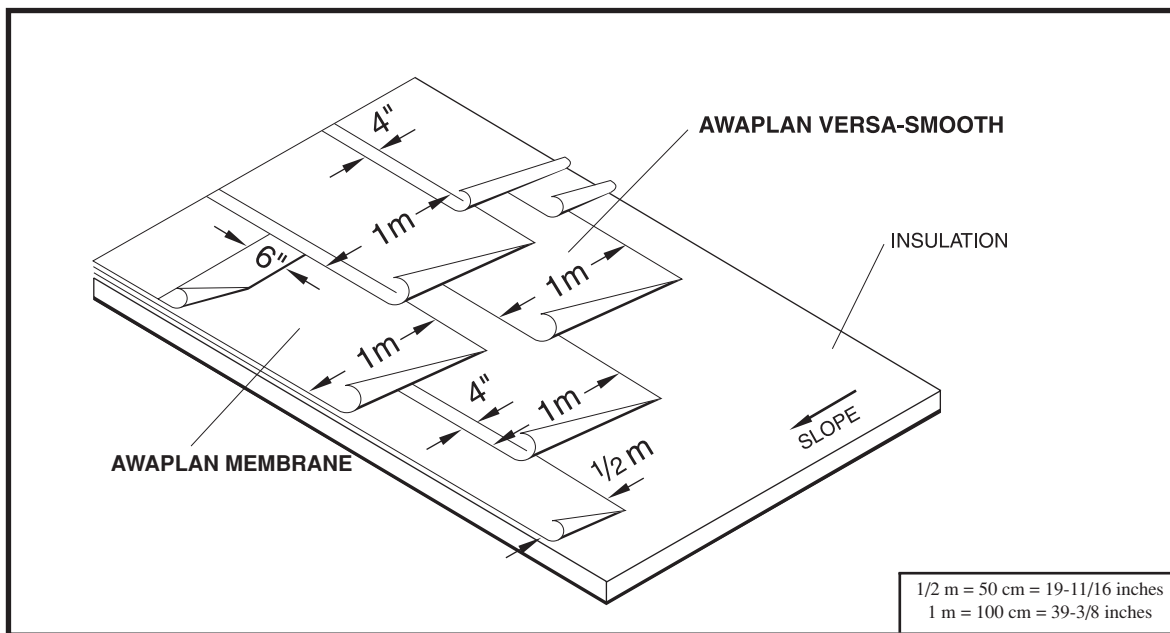 4"
AWAPLAN VERSA-SMOOTH
1m
INSULATION
6"
1m
1m
4"
1m
SLOPE
AWAPLAN MEMBRANE
1/2 m
1/2 m = 50 cm = 19-11/16 inches
1 m = 100 cm = 39-3/8 inches